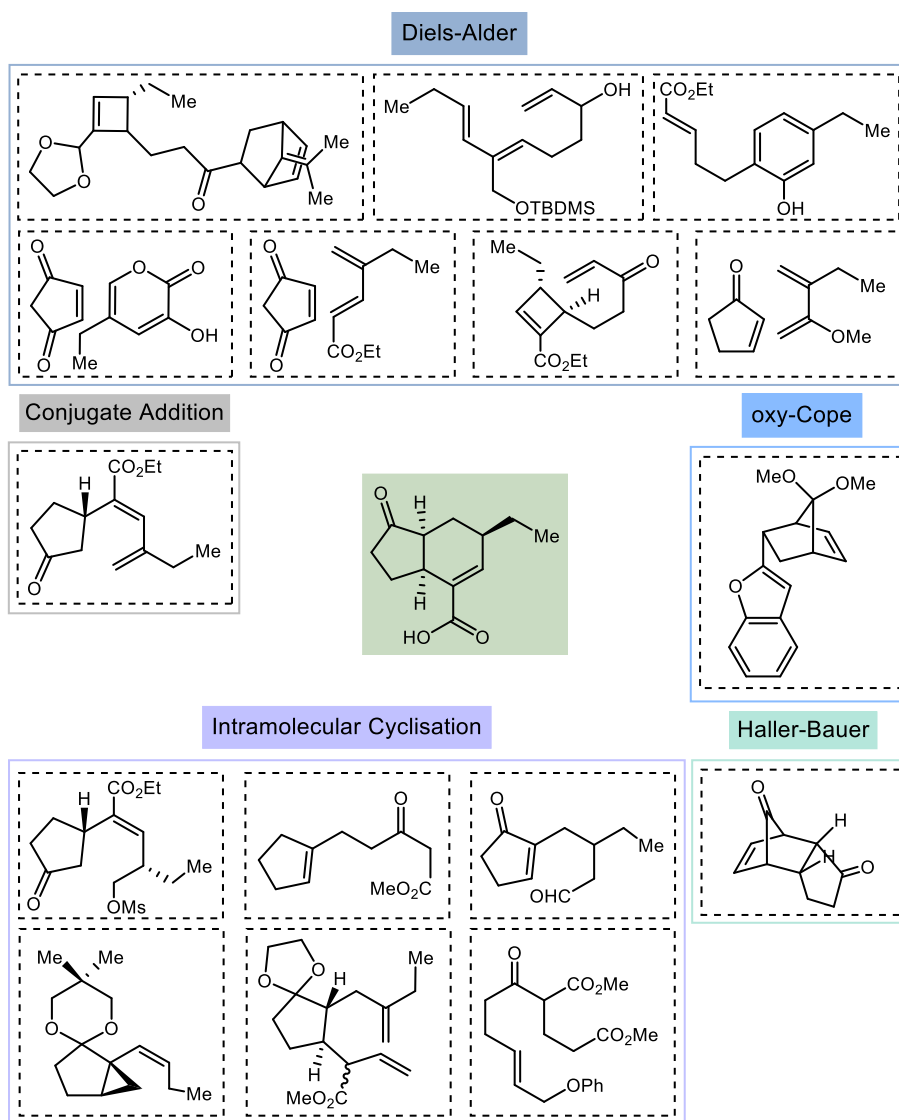 Diels-Alder
Me
O
O
O
Me
Me
Me
OH
OTBDMS
CO₂Et
Me
OH
O
O
O
O
OH
Me
O
O
Me
CO₂Et
Me
O
H
CO₂Et
O
Me
OMe
Conjugate Addition
oxy-Cope
CO₂Et
H
Me
O
O
H
Me
H
HO
O
MeO
OMe
O
Intramolecular Cyclisation
Haller-Bauer
CO₂Et
H
Me
O
OMs
O
MeO₂C
O
Me
OHC
O
H
H
O
Me
Me
O
O
Me
O
O
H
Me
H
MeO₂C
O
CO₂Me
CO₂Me
OPh